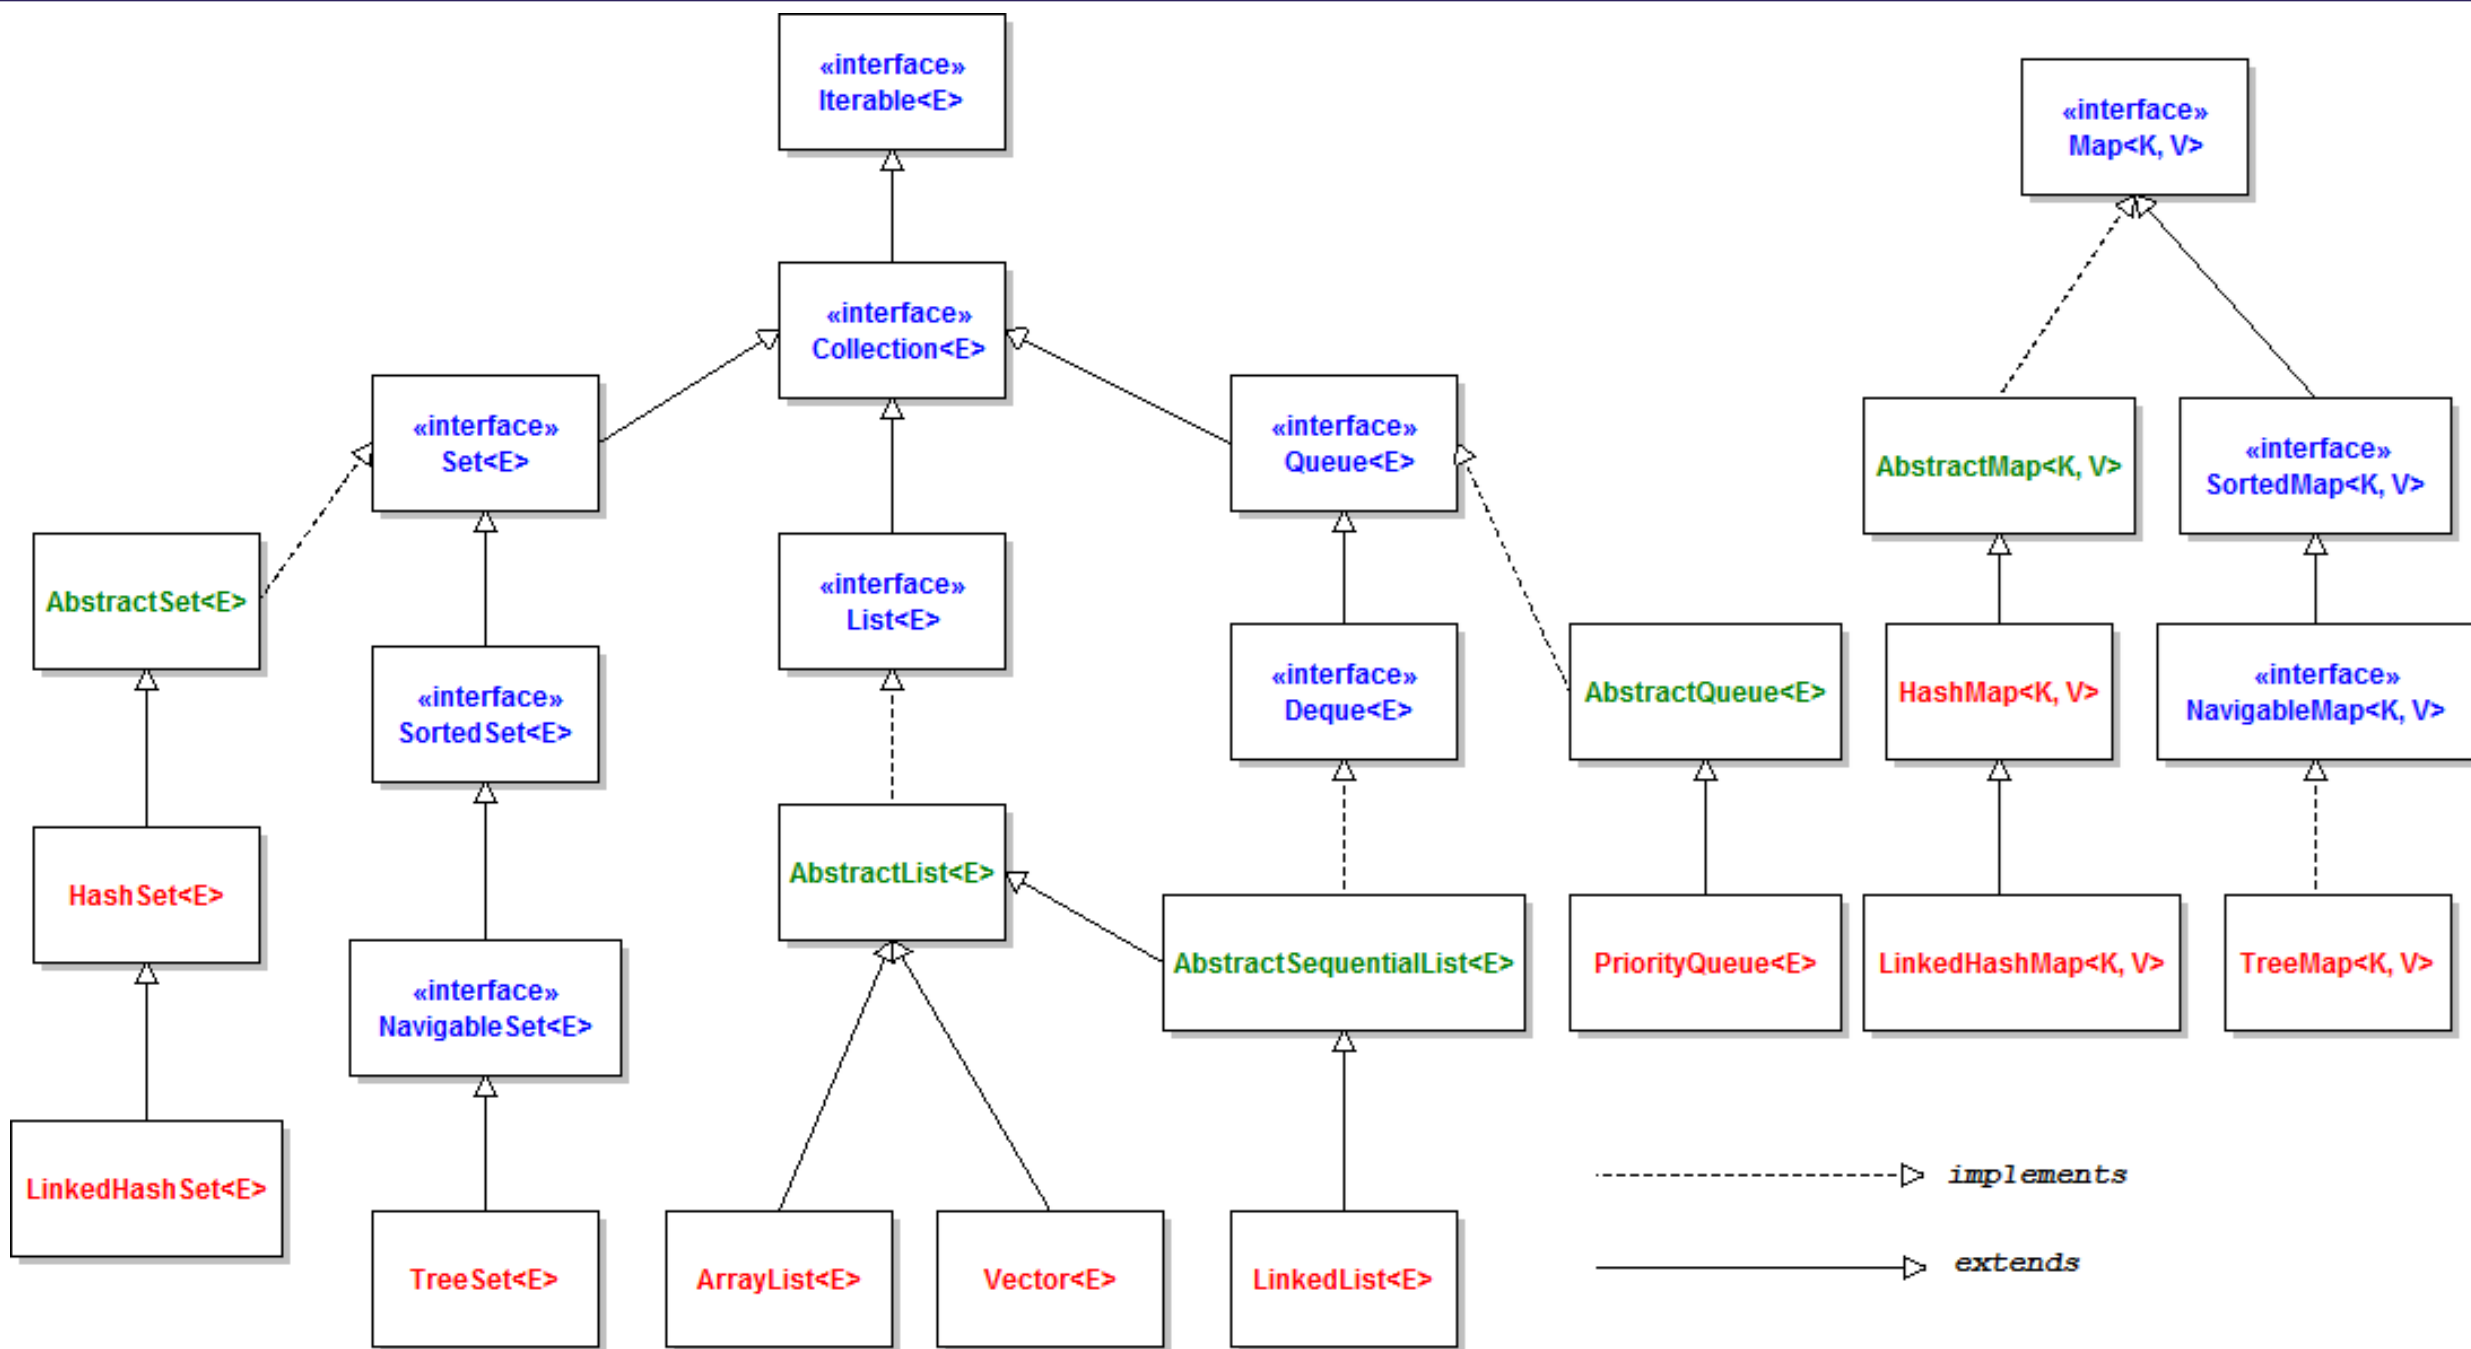 «interface»
Iterable<E>
«interface»
Map<K, V>
«interface»
Collection<E>
«interface»
Set<E>
«interface»
Queue<E>
AbstractMap<K, V>
«interface»
SortedMap<K, V>
AbstractSet<E>
«interface»
List<E>
«interface»
SortedSet<E>
«interface»
Deque<E>
AbstractQueue<E>
HashMap<K, V>
«interface»
NavigableMap<K, V>
HashSet<E>
AbstractList<E>
«interface»
NavigableSet<E>
AbstractSequentialList<E>
PriorityQueue<E>
LinkedHashMap<K, V>
TreeMap<K, V>
LinkedHashSet<E>
TreeSet<E>
ArrayList<E>
Vector<E>
LinkedList<E>
implements
extends